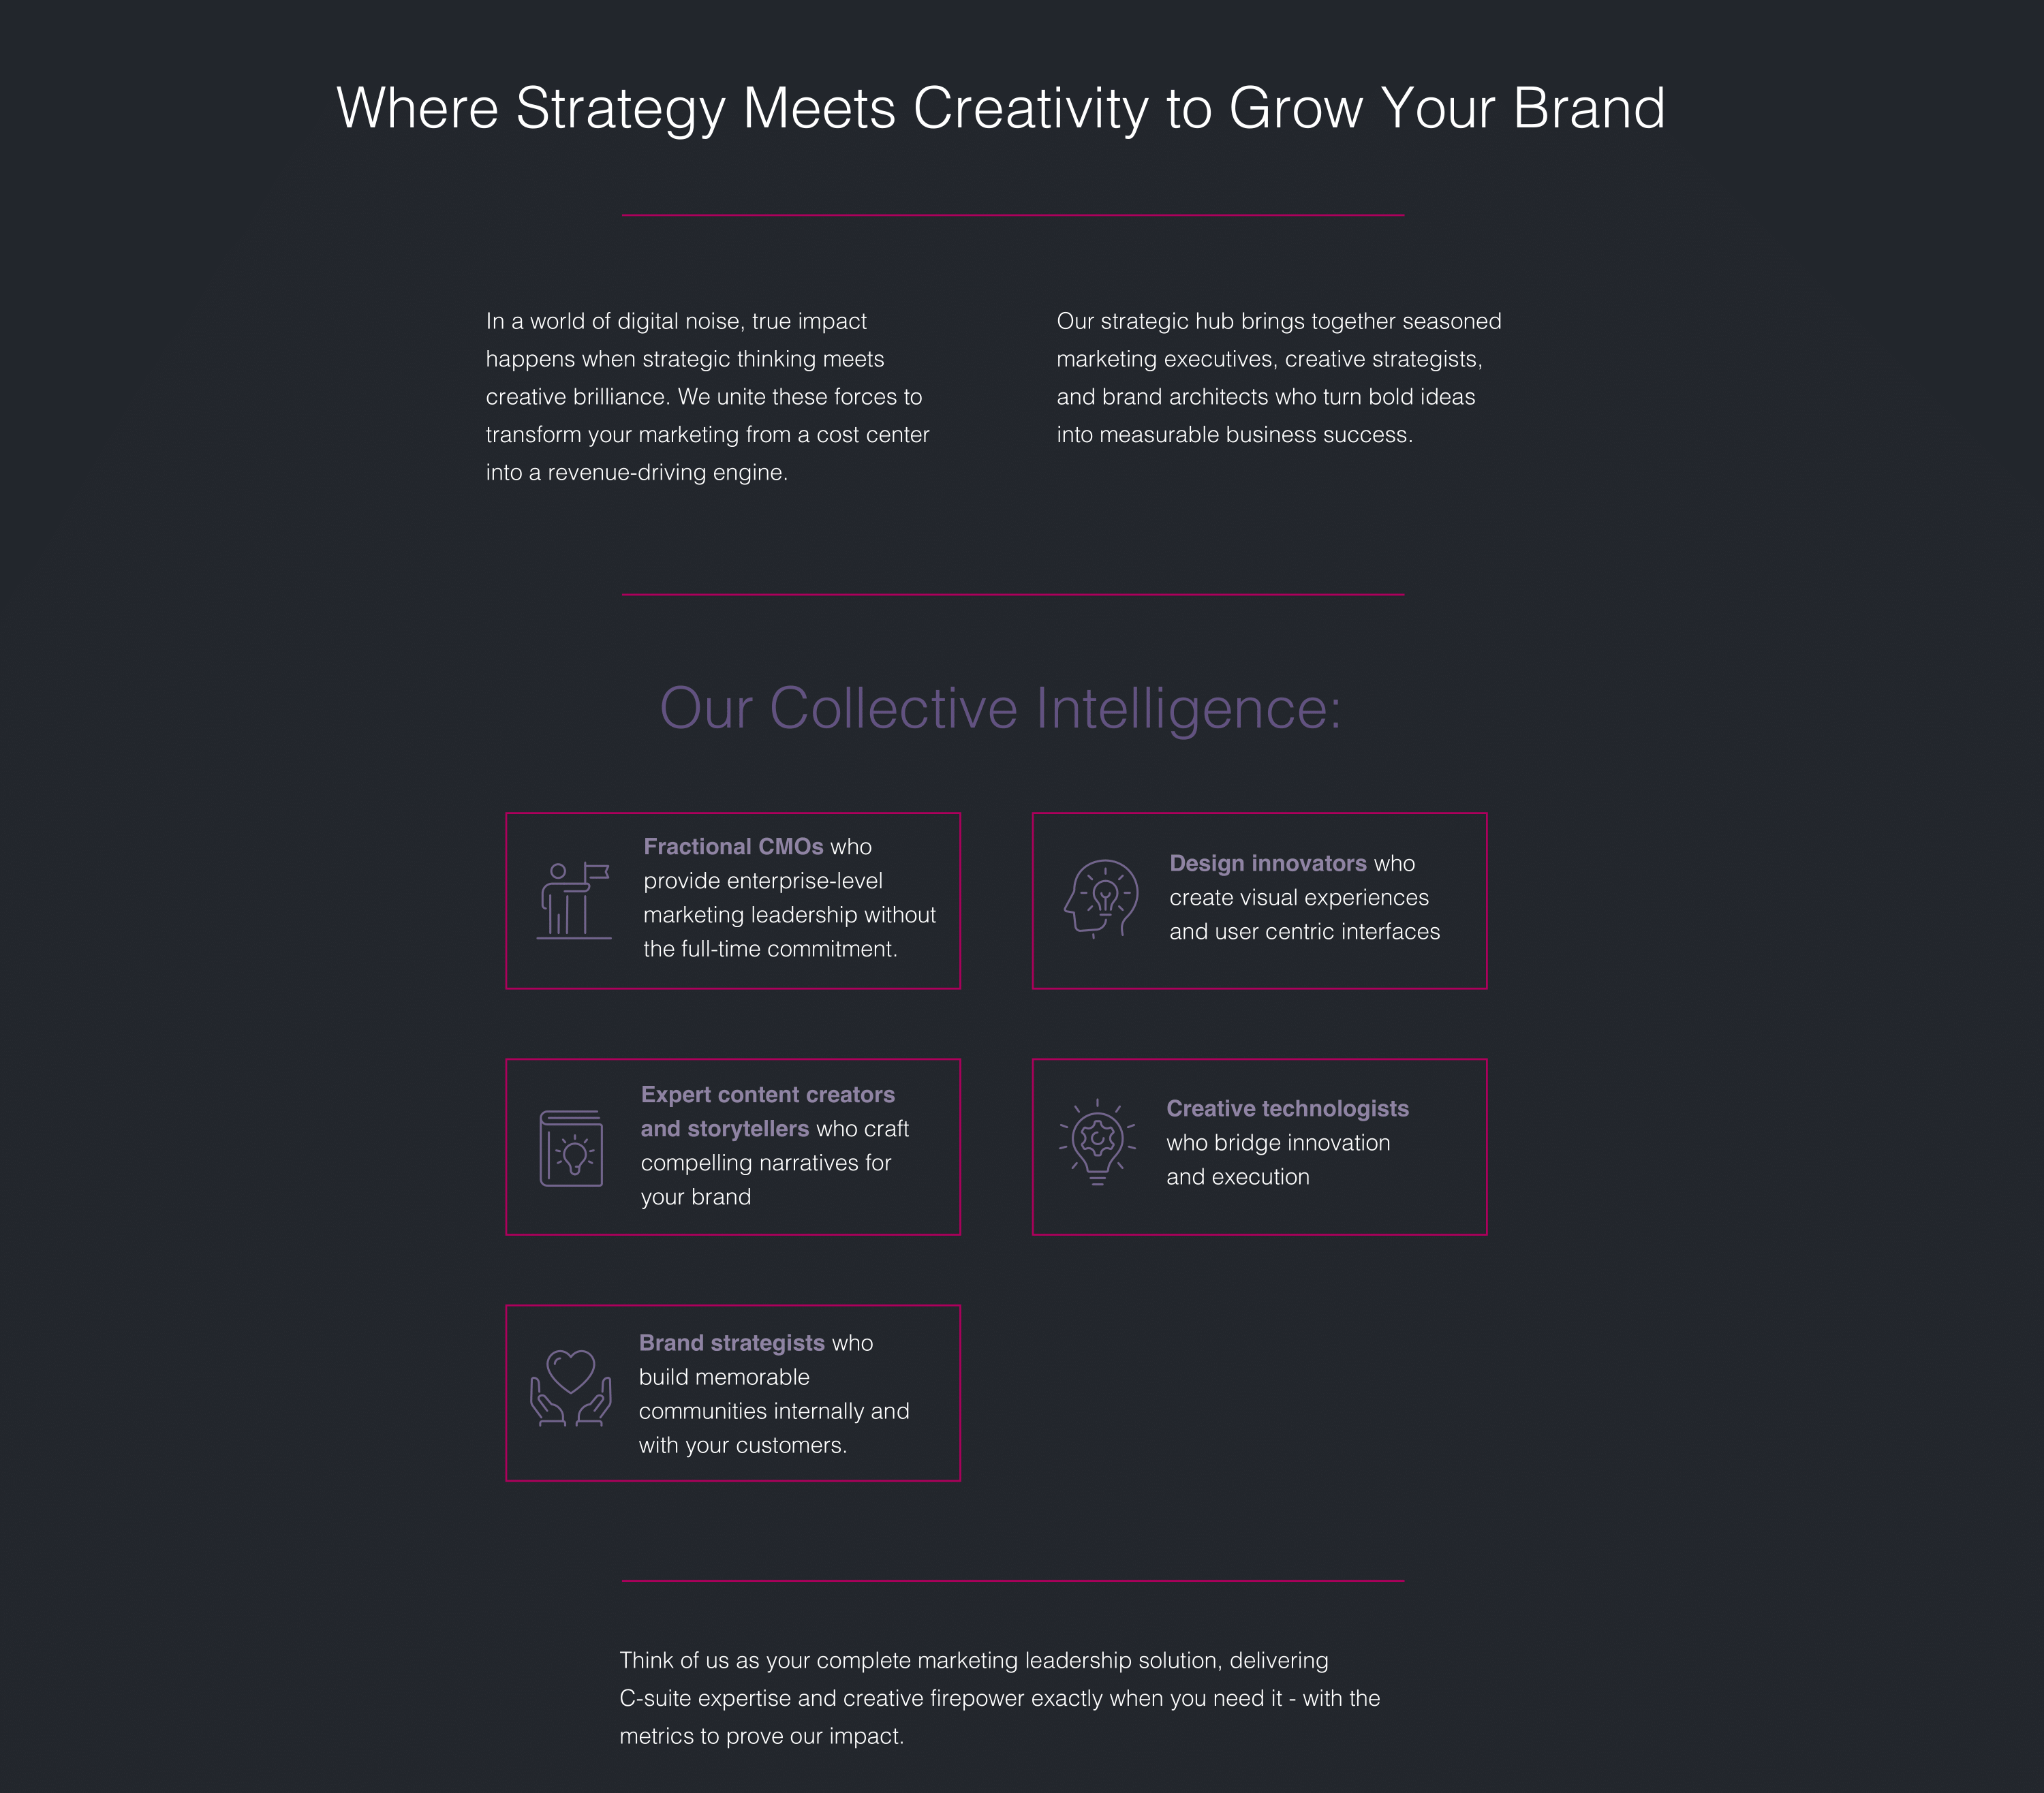 Where Strategy Meets Creativity to Grow Your Brand
In a world of digital noise, true impact
happens when strategic thinking meets
creative brilliance. We unite these forces to
transform your marketing from a cost center
into a revenue-driving engine.
Our strategic hub brings together seasoned
marketing executives, creative strategists,
and brand architects who turn bold ideas
into measurable business success.
Our Collective Intelligence:
Fractional CMOs who
provide enterprise-level
marketing leadership without
the full-time commitment.
Design innovators who
create visual experiences
and user centric interfaces
Expert content creators
and storytellers who craft
compelling narratives for
your brand
Creative technologists
who bridge innovation
and execution
Brand strategists who
build memorable
communities internally and
with your customers.
Think of us as your complete marketing leadership solution, delivering
C-suite expertise and creative firepower exactly when you need it - with the
metrics to prove our impact.